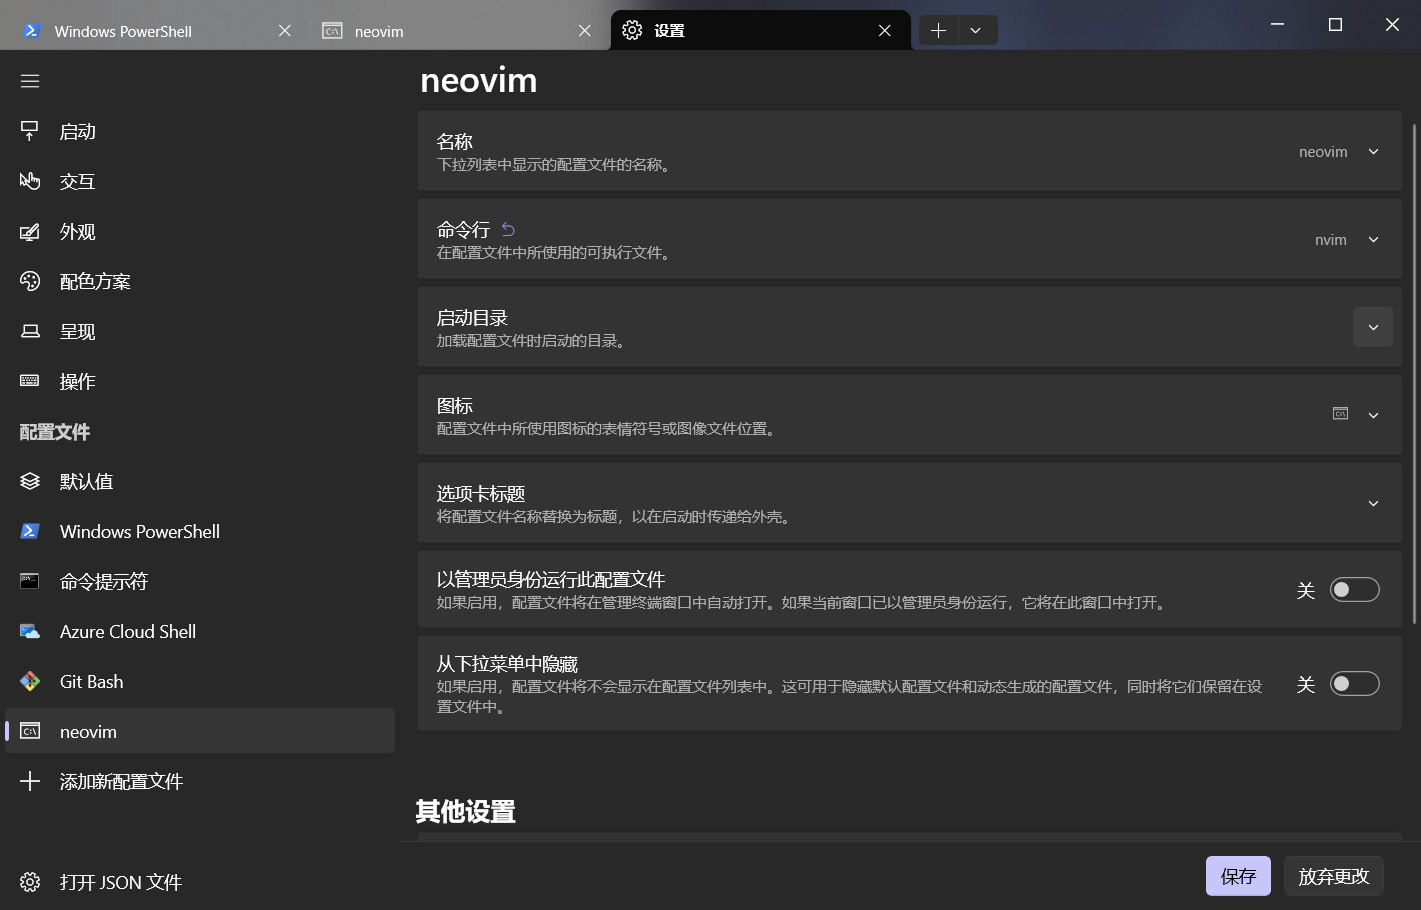 Windows PowerShell
neovim
设置
启动
交互
外观
配色方案
呈现
操作
配置文件
默认值
Windows PowerShell
命令提示符
Azure Cloud Shell
Git Bash
neovim
添加新配置文件
打开 JSON 文件
neovim
名称
下拉列表中显示的配置文件的名称。
neovim
命令行
在配置文件中所使用的可执行文件。
nvim
启动目录
加载配置文件时启动的目录。
图标
配置文件中所使用图标的表情符号或图像文件位置。
选项卡标题
将配置文件名称替换为标题，以在启动时传递给外壳。
以管理员身份运行此配置文件
如果启用，配置文件将在管理终端窗口中自动打开。如果当前窗口已以管理员身份运行，它将在此窗口中打开。
关
从下拉菜单中隐藏
如果启用，配置文件将不会显示在配置文件列表中。这可用于隐藏默认配置文件和动态生成的配置文件，同时将它们保留在设
置文件中。
关
其他设置
保存
放弃更改